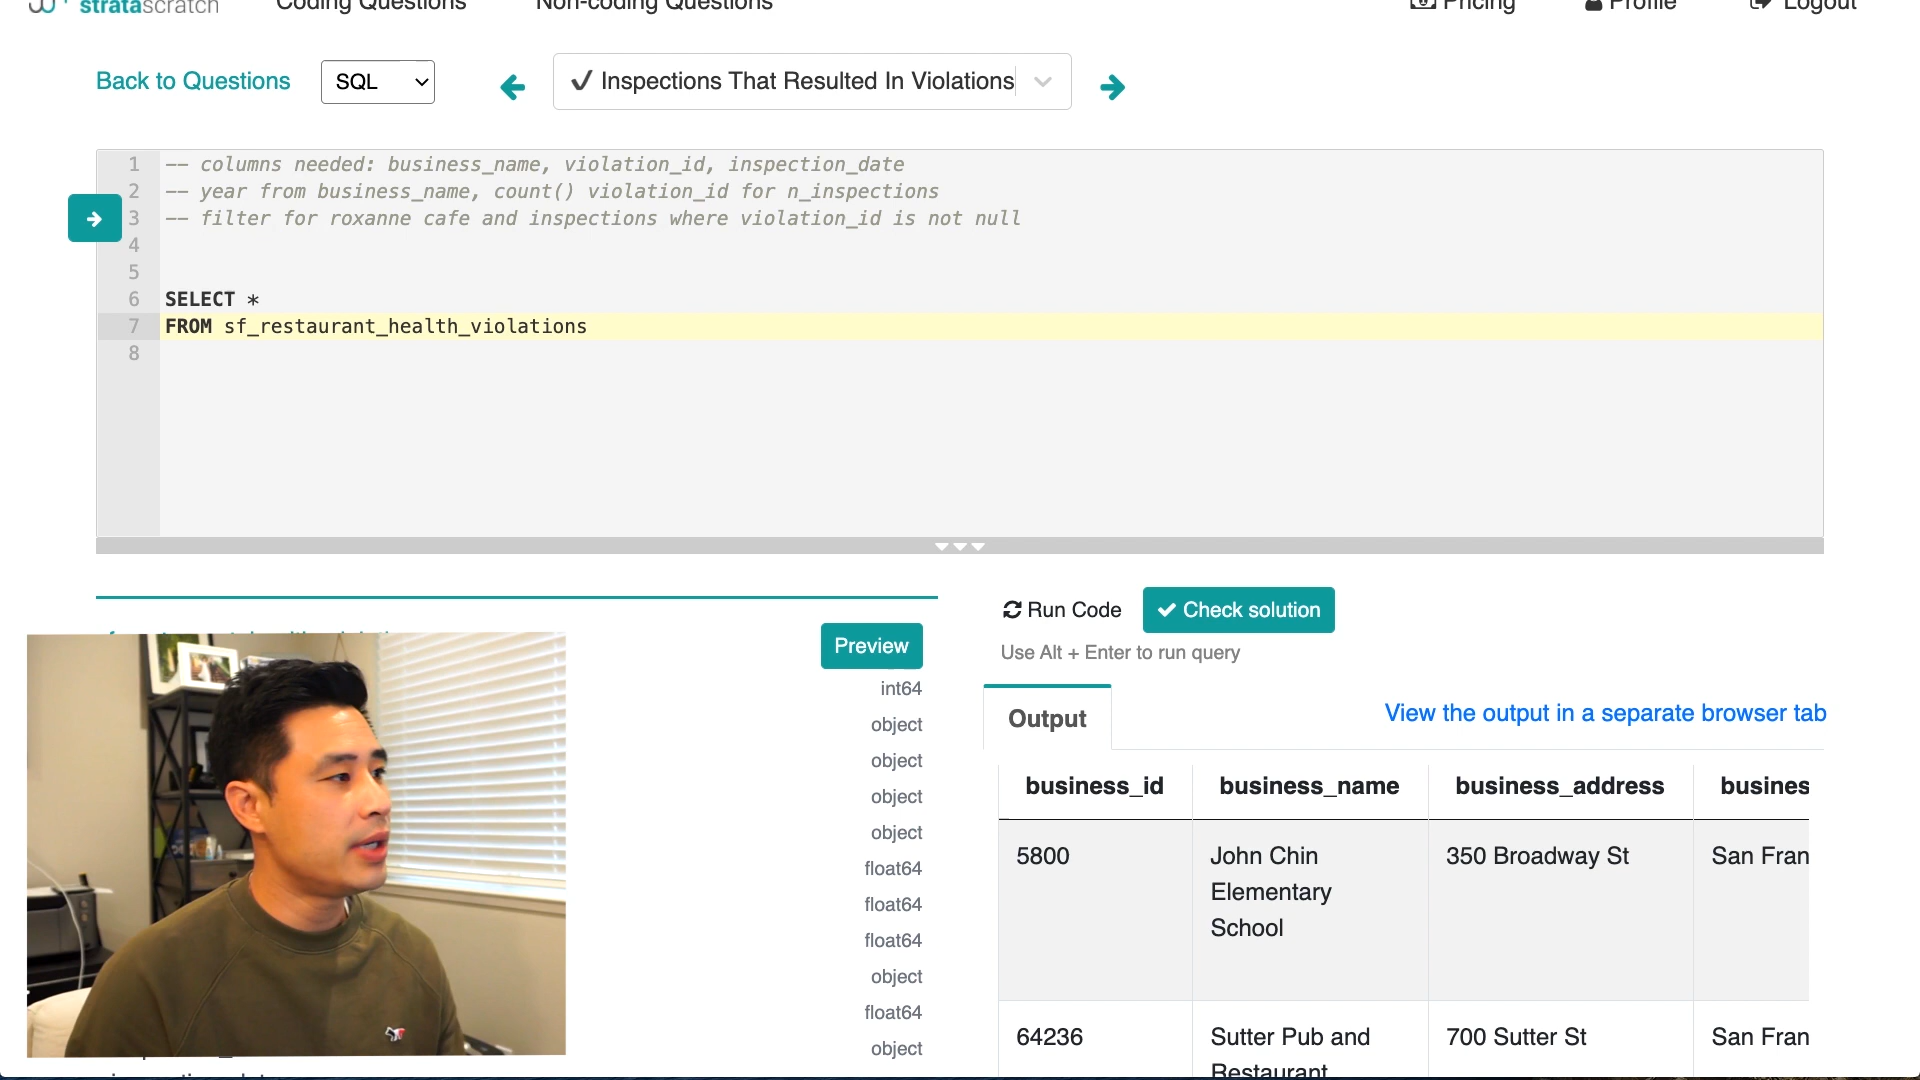 stratascratch Coding Questions Non-coding Questions Pricing Profile Logout
Back to Questions SQL ✓ Inspections That Resulted In Violations
1 -- columns needed: business_name, violation_id, inspection_date
2 -- year from business_name, count() violation_id for n_inspections
3 -- filter for roxanne cafe and inspections where violation_id is not null
4
5
6 SELECT *
7 FROM sf_restaurant_health_violations
8
Preview
int64
object
object
object
object
float64
float64
float64
object
float64
object
Run Code Check solution
Use Alt + Enter to run query
Output View the output in a separate browser tab
business_id business_name business_address busines
5800 John Chin 350 Broadway St San Fran
Elementary
School
64236 Sutter Pub and 700 Sutter St San Fran
Restaurant